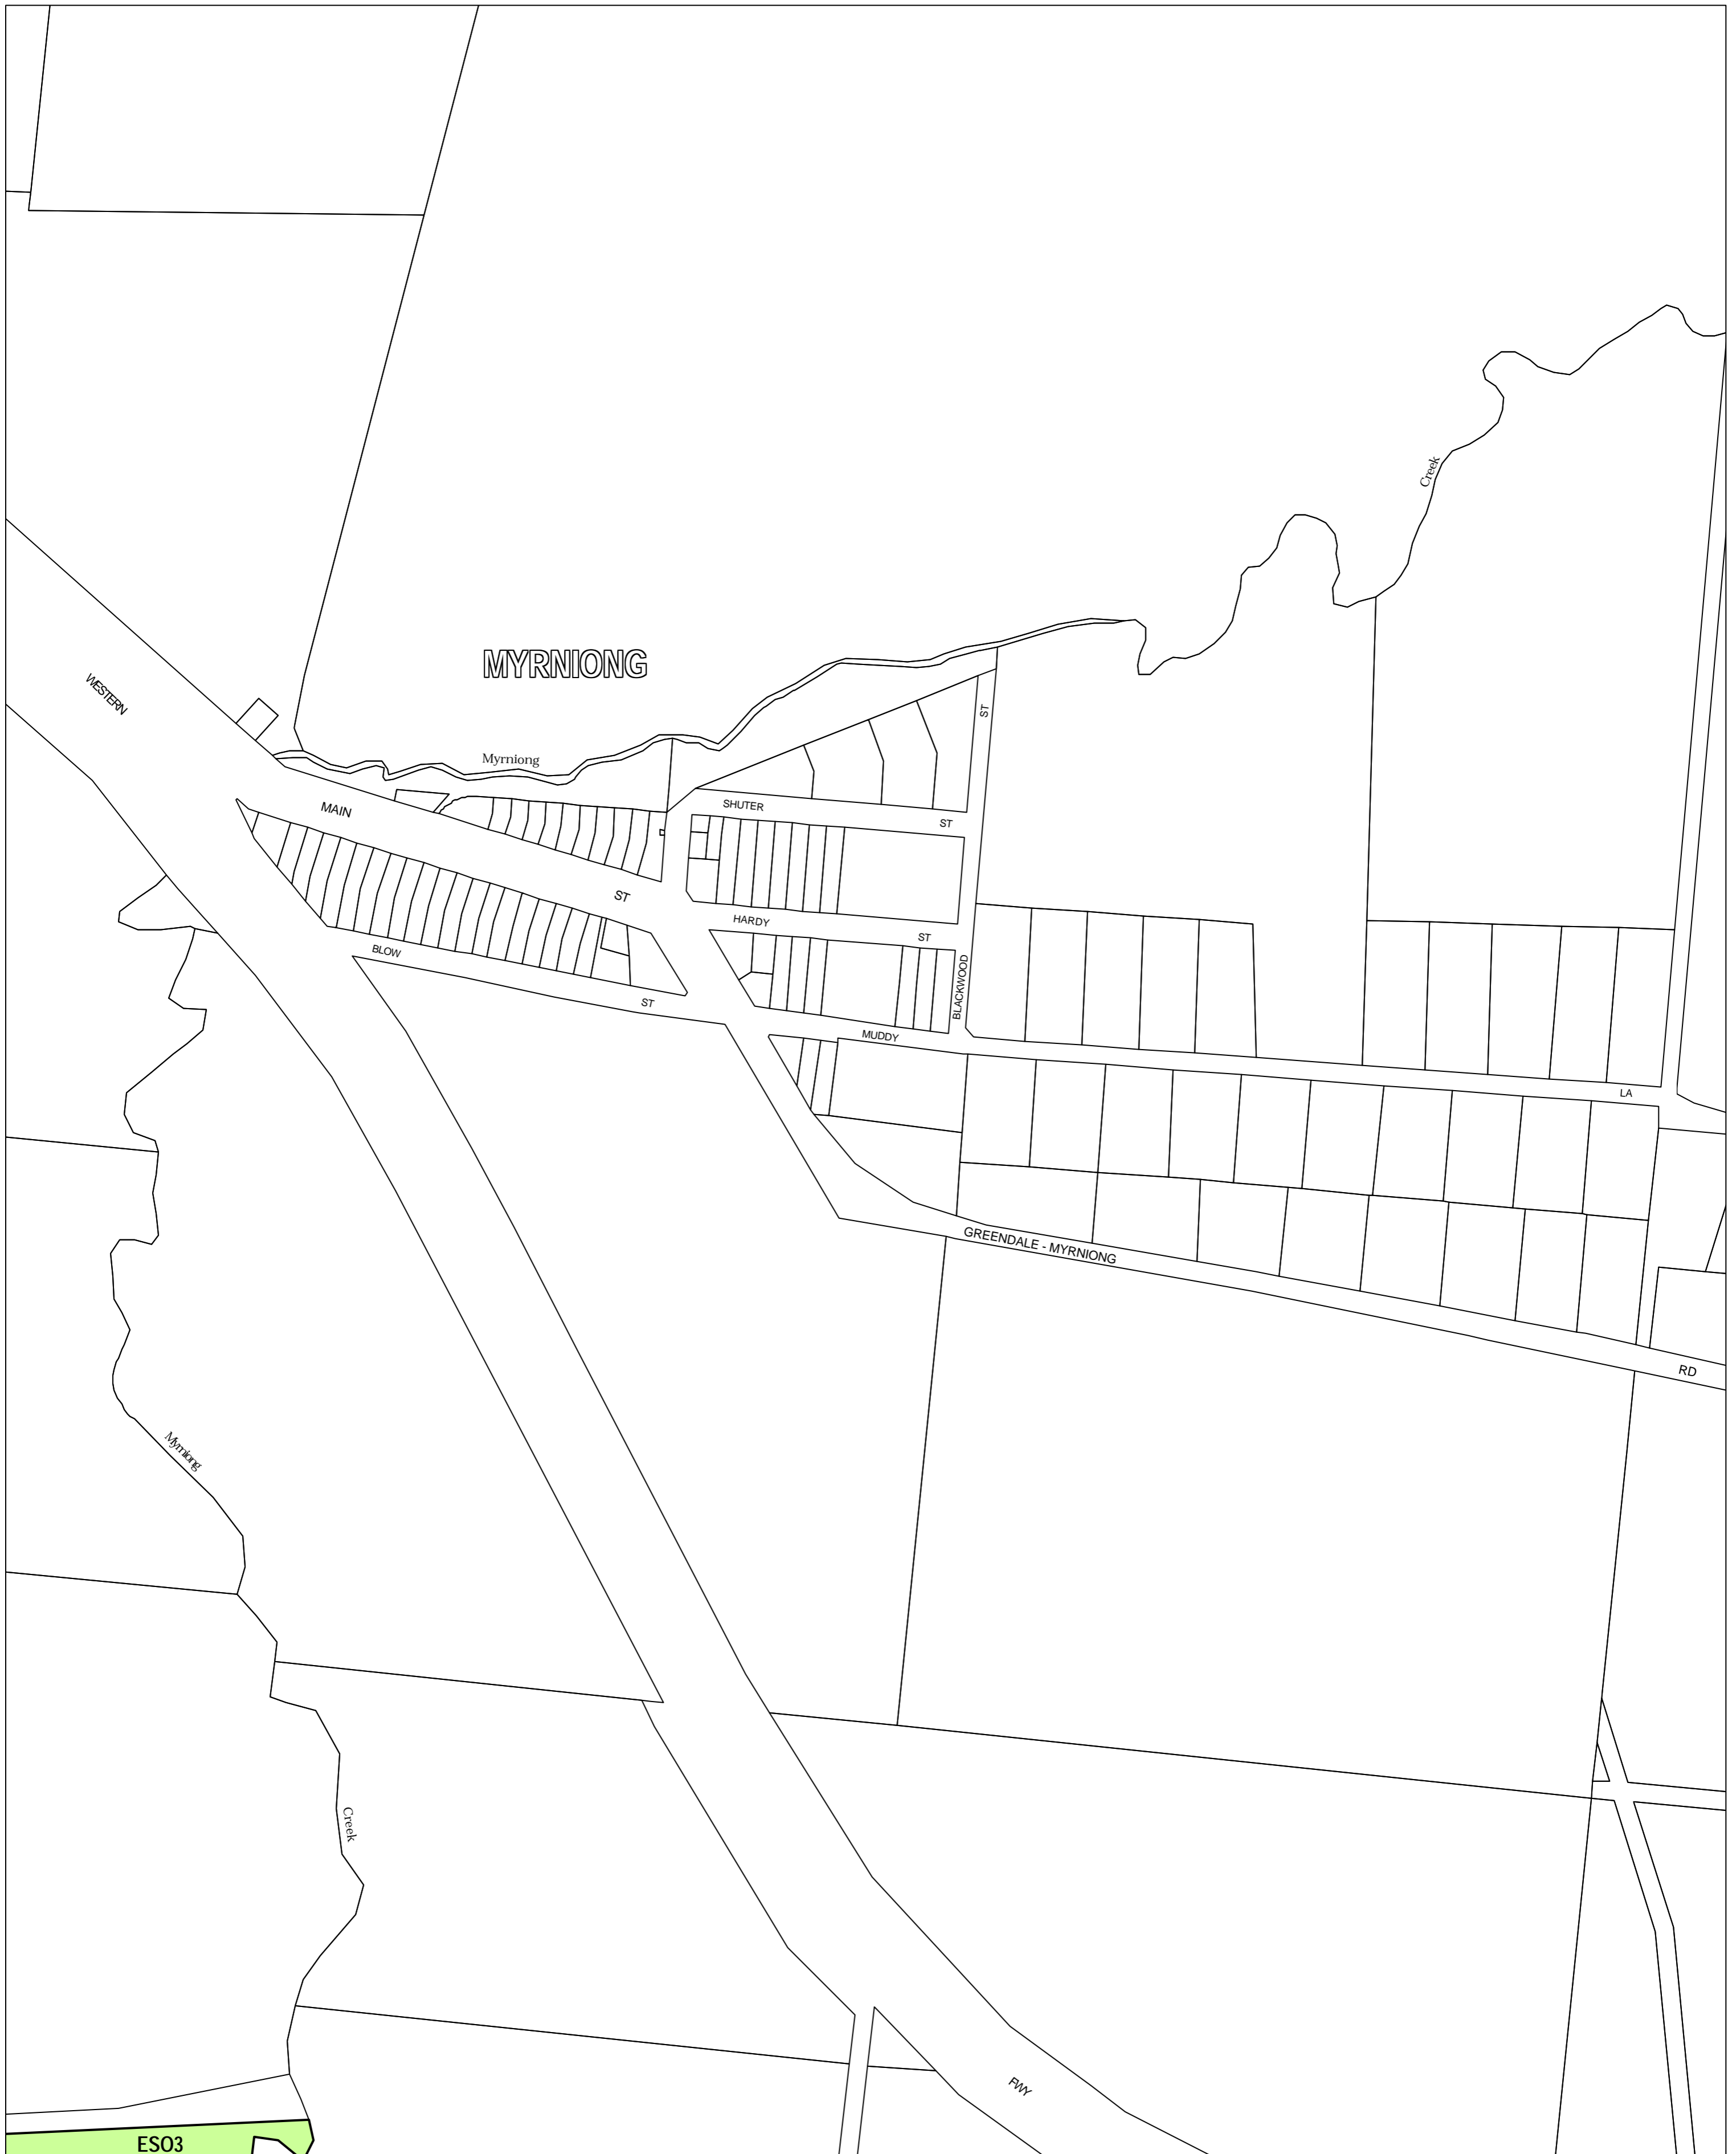 Creek
MYRNIONG
WESTERN
ST
Myrniong
MAIN
SHUTER
ST
ST
HARDY
ST
BLOW
BLACKWOOD
ST
MUDDY
LA
GREENDALE - MYRNIONG
RD
Myrniong
Creek
FWY
ESO3